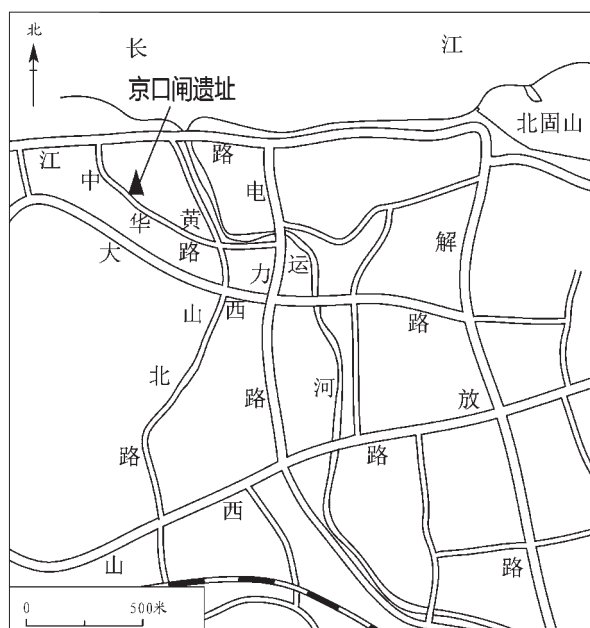 北
长 江
京口闸遗址
北固山
江 路
中华路
电力路
黄山北路
大西路
运河
解放路
山西路
0 500米